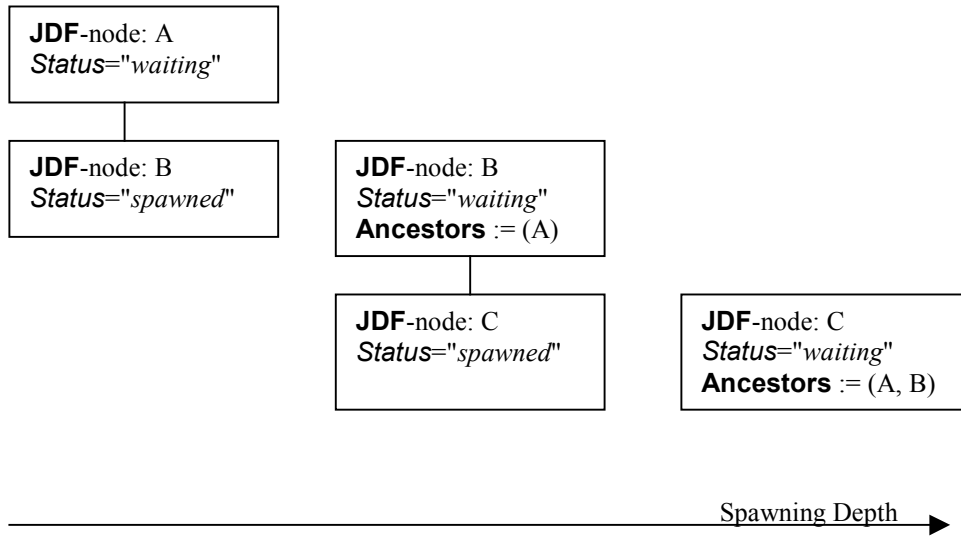 JDF-node: A
Status="waiting"
JDF-node: B
Status="spawned"
JDF-node: B
Status="waiting"
Ancestors := (A)
JDF-node: C
Status="spawned"
JDF-node: C
Status="waiting"
Ancestors := (A, B)
Spawning Depth